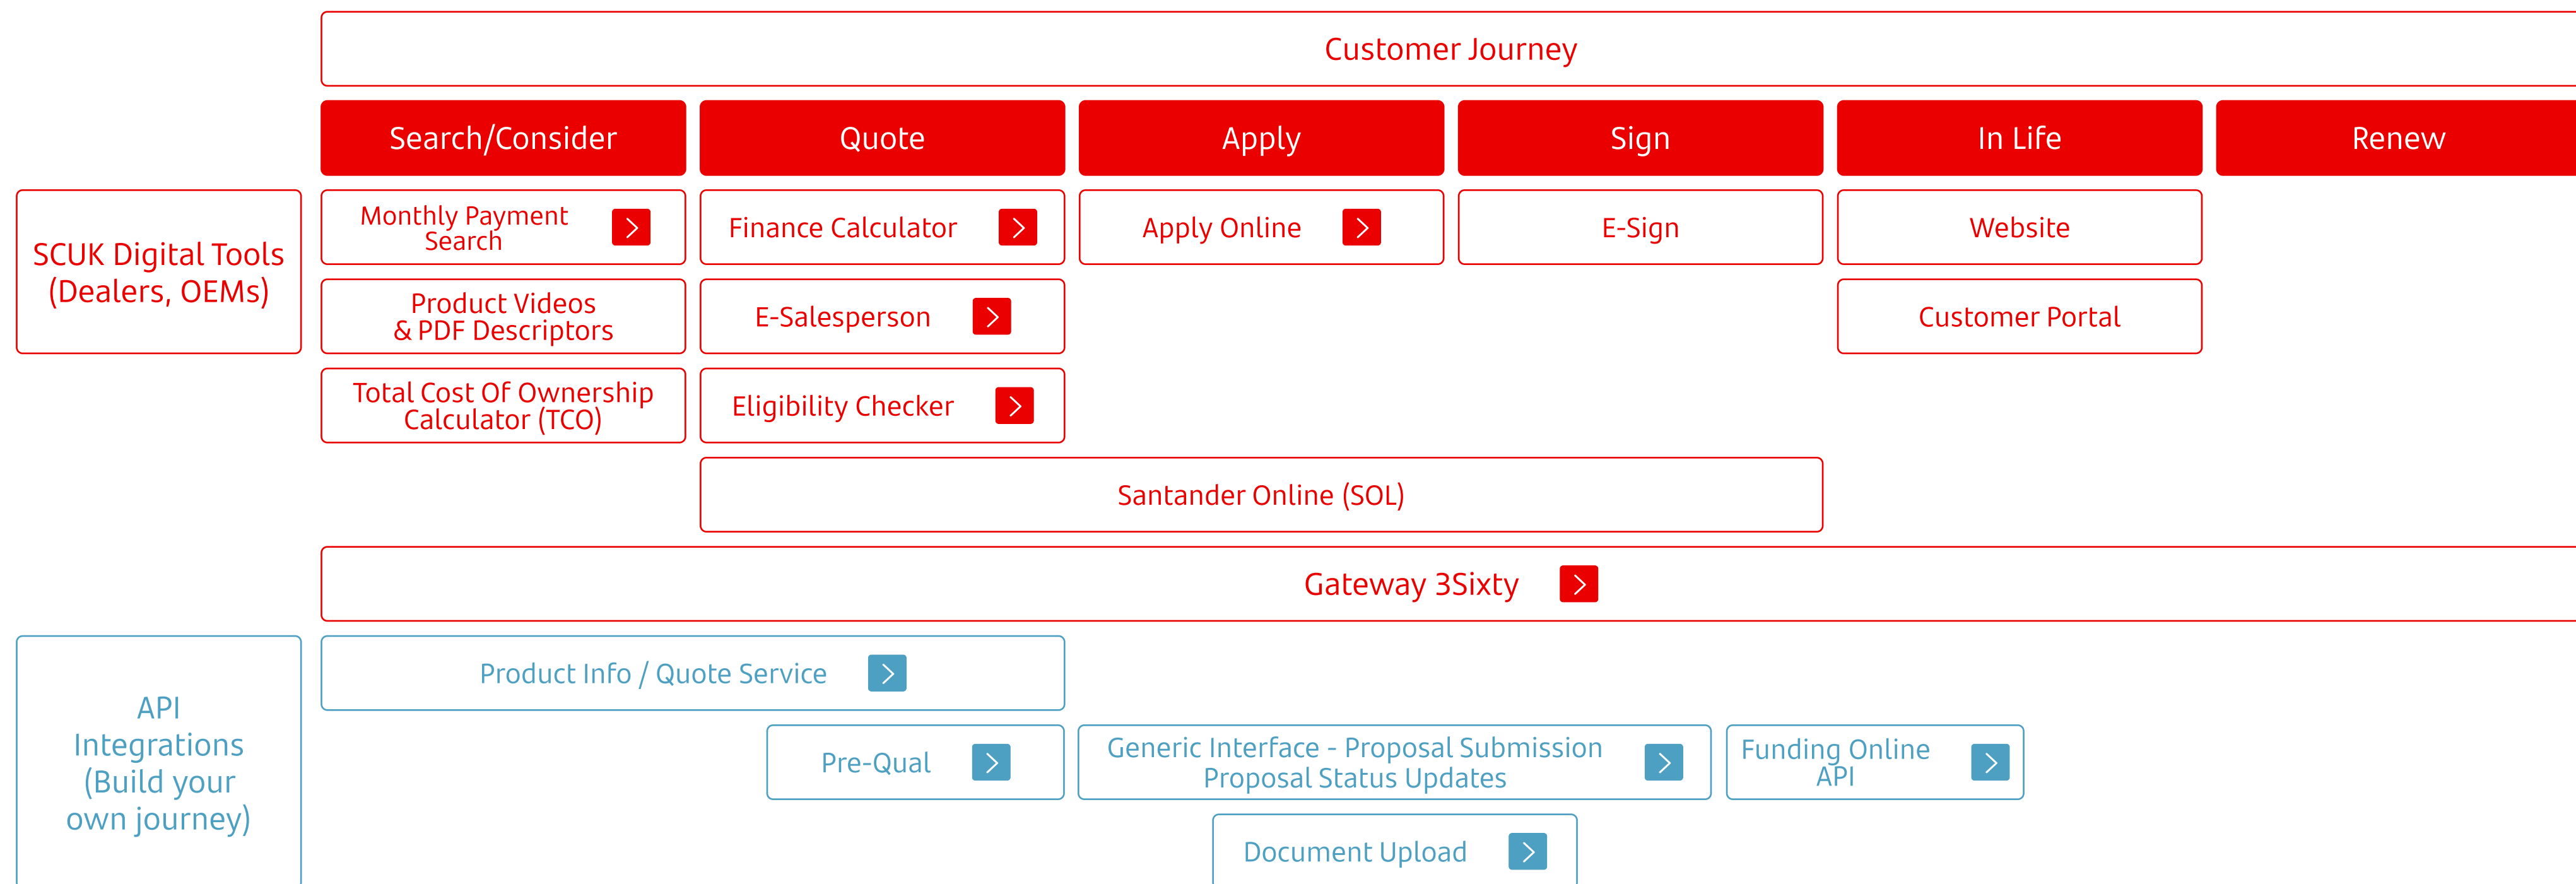 Customer Journey
Search/Consider
Quote
Apply
Sign
In Life
Renew
SCUK Digital Tools
(Dealers, OEMs)
Monthly Payment
Search
Finance Calculator
Apply Online
E-Sign
Website
Product Videos
& PDF Descriptors
E-Salesperson
Customer Portal
Total Cost Of Ownership
Calculator (TCO)
Eligibility Checker
Santander Online (SOL)
Gateway 3Sixty
API
Integrations
(Build your
own journey)
Product Info / Quote Service
Pre-Qual
Generic Interface - Proposal Submission
Proposal Status Updates
Funding Online
API
Document Upload